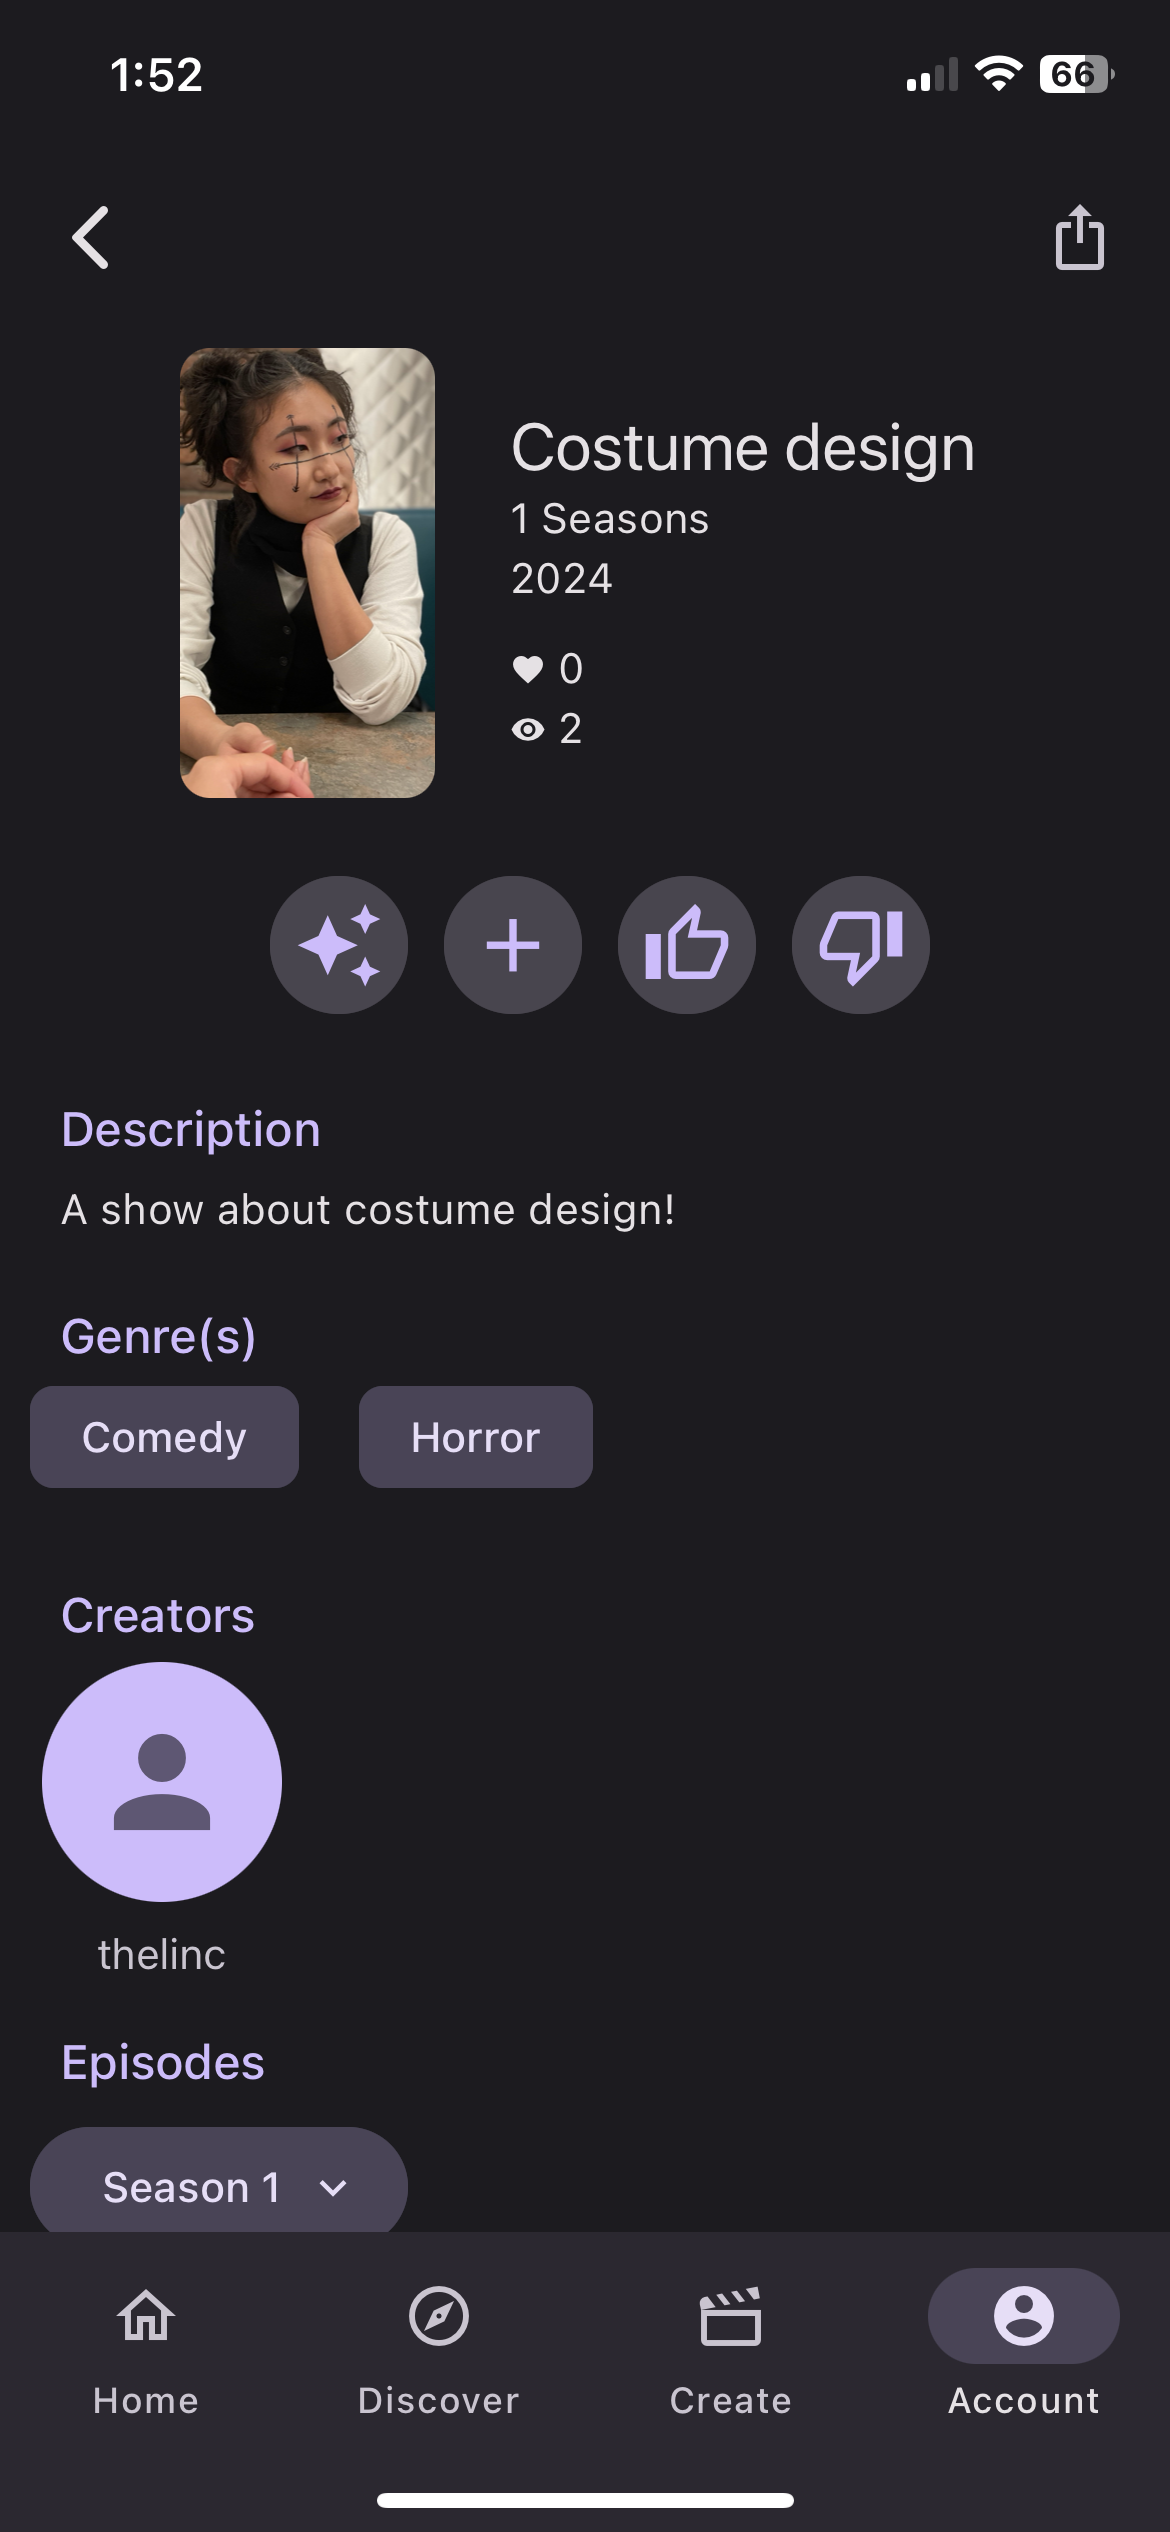 1:52
66
Costume design
1 Seasons
2024
0
2
Description
A show about costume design!
Genre(s)
Comedy Horror
Creators
thelinc
Episodes
Season 1
Home Discover Create Account